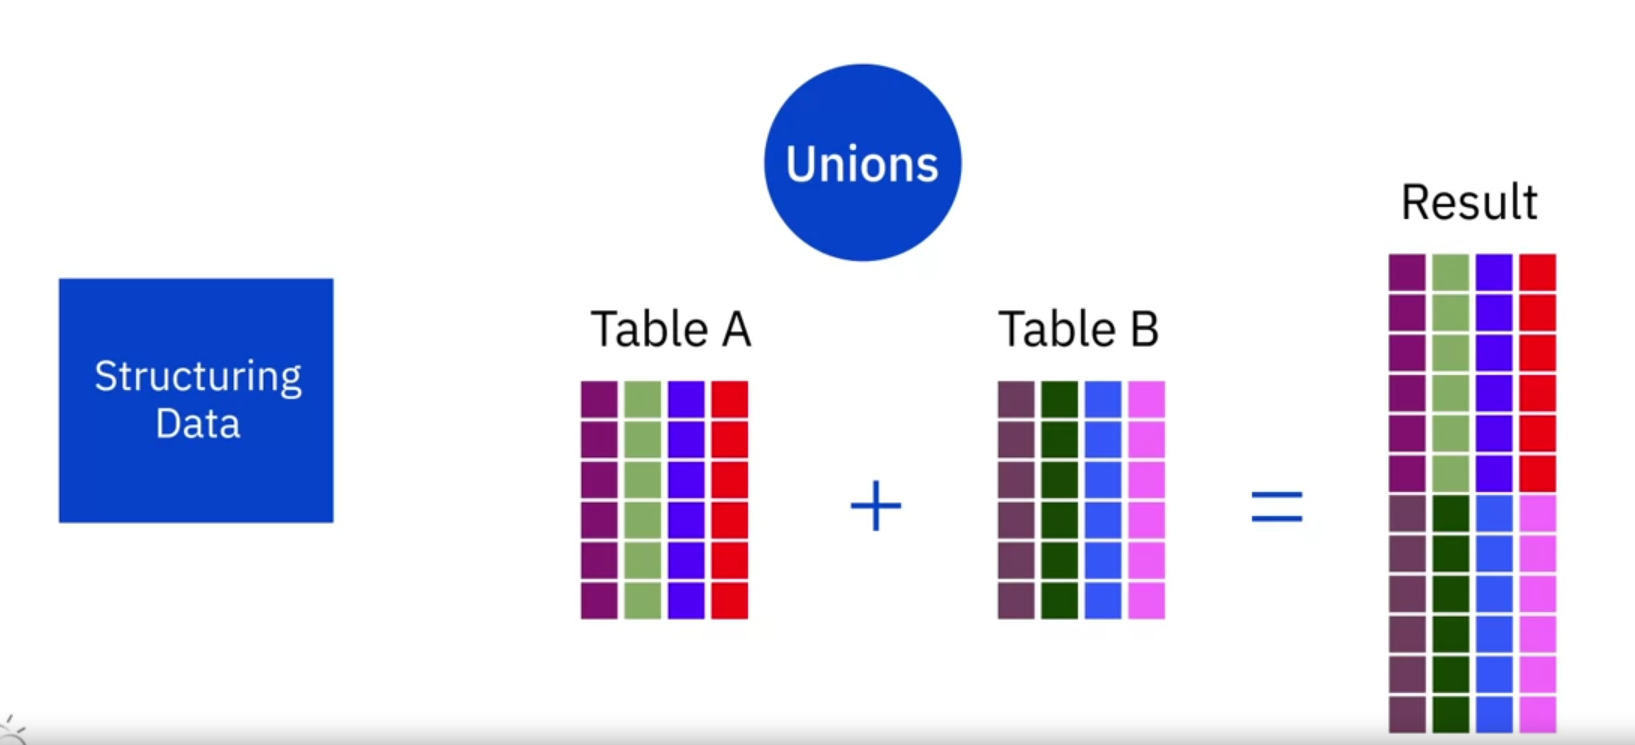 Unions
Result
Table A
Table B
Structuring
Data
+
=